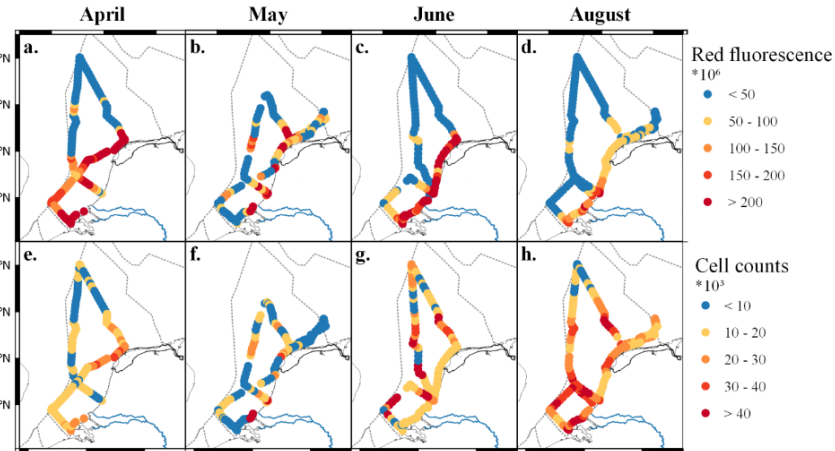 April May June August
a. b. c. d.
Red fluorescence
*10⁶
< 50
50 - 100
100 - 150
150 - 200
> 200
°N
°N
°N
°N
e. f. g. h.
Cell counts
*10³
< 10
10 - 20
20 - 30
30 - 40
> 40
°N
°N
°N
°N